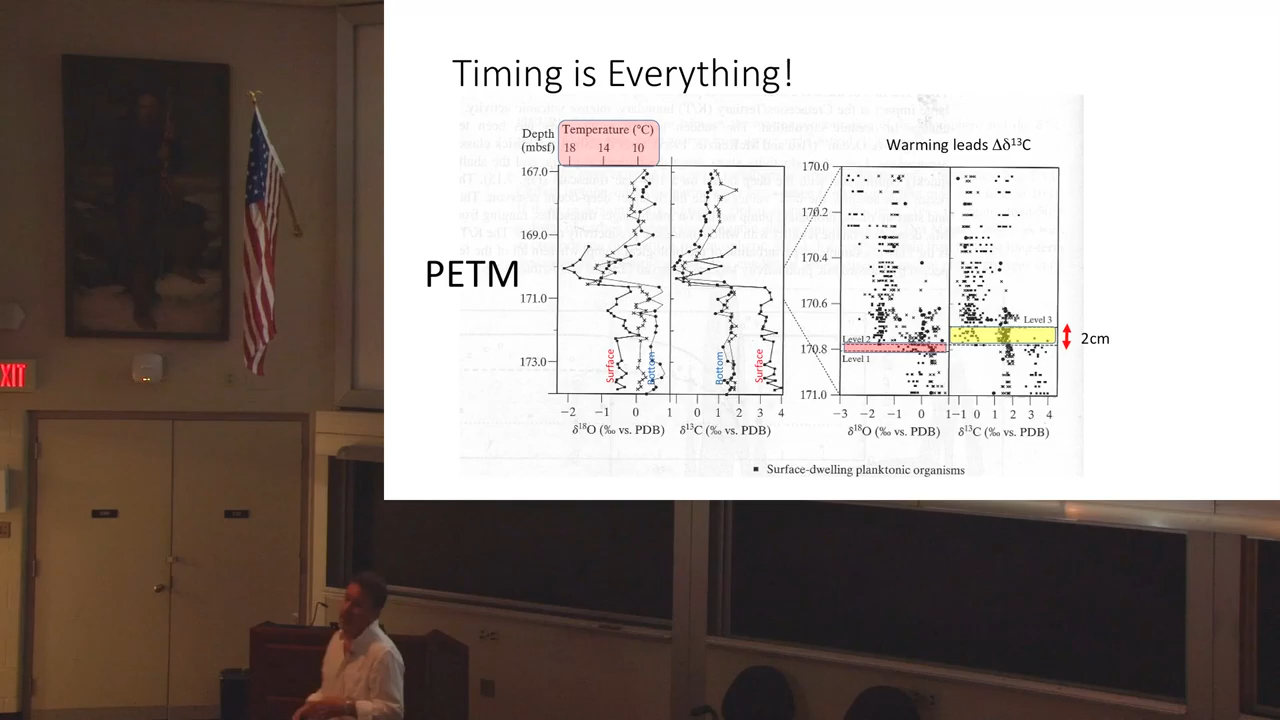 Timing is Everything!
Depth
(mbsf)
Temperature (°C)
18 14 10
Warming leads Δδ¹³C
167.0
169.0
171.0
173.0
PETM
Surface
Bottom
Bottom
Surface
−2 −1 0 1 0 1 2 3 4
δ¹⁸O (‰ vs. PDB) δ¹³C (‰ vs. PDB)
170.0
170.2
170.4
170.6
170.8
171.0
Level 3
Level 2
Level 1
2cm
−3 −2 −1 0 1 −1 0 1 2 3 4
δ¹⁸O (‰ vs. PDB) δ¹³C (‰ vs. PDB)
▪ Surface-dwelling planktonic organisms
XIT